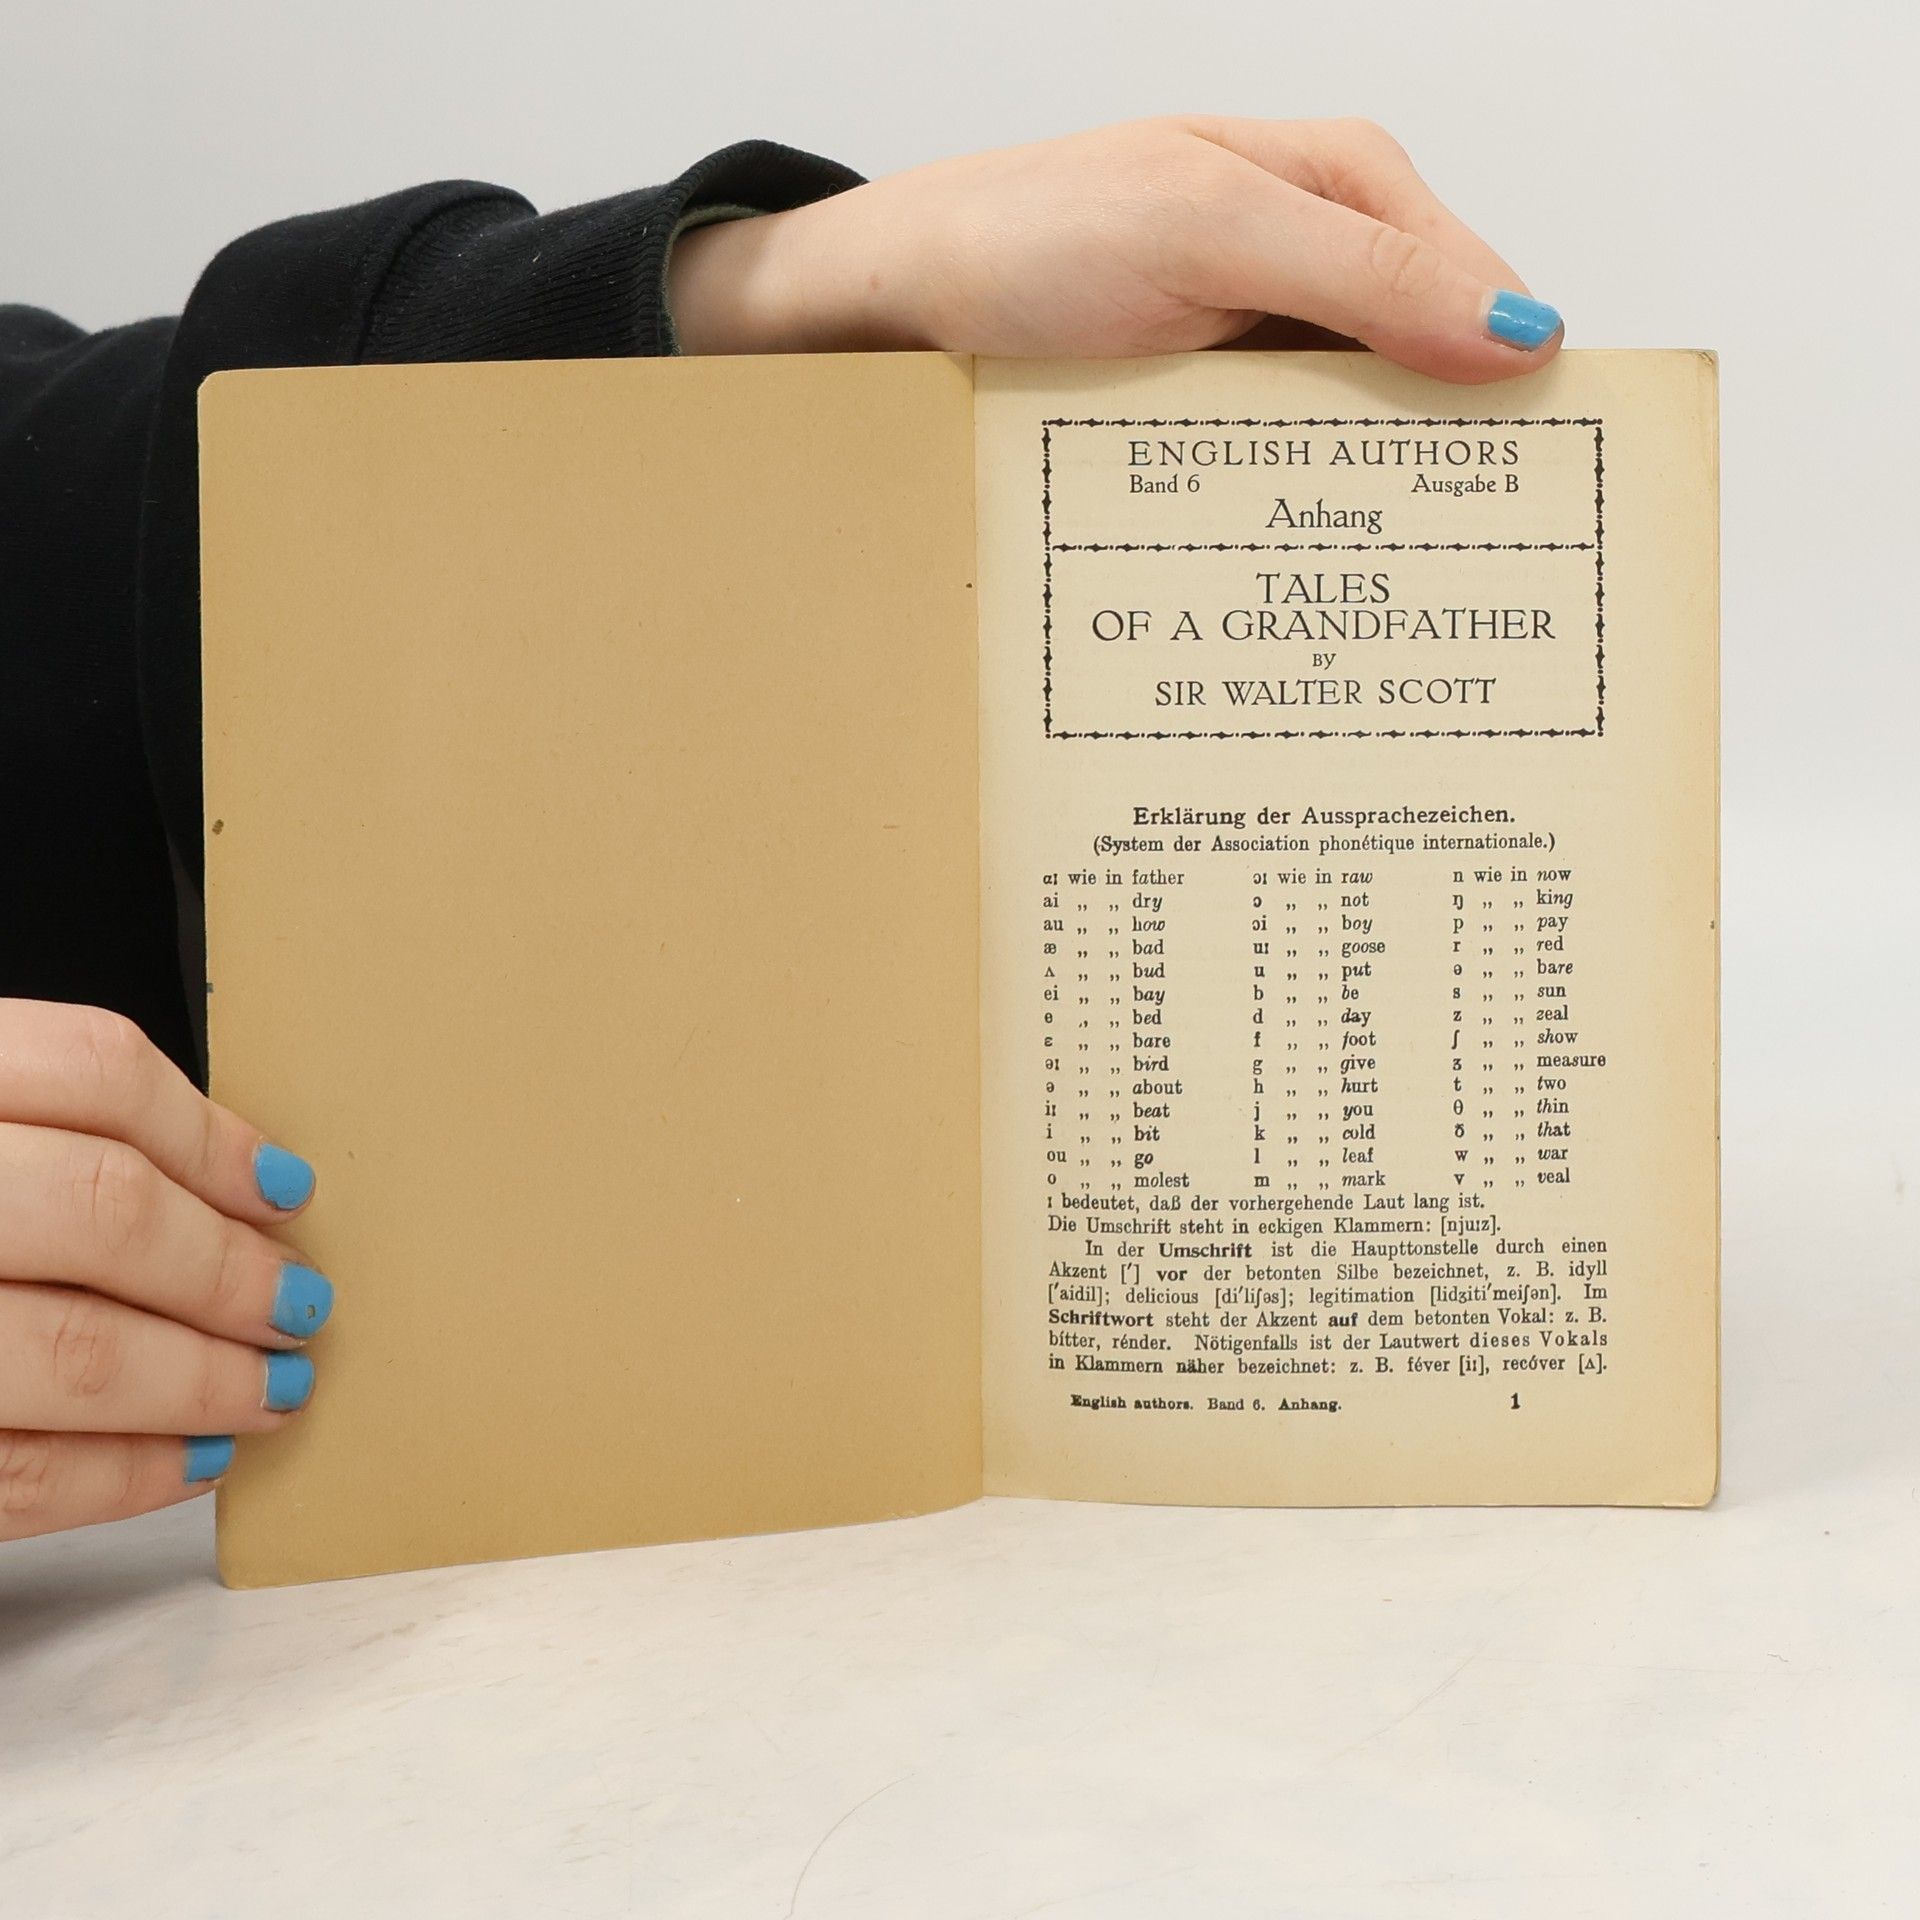 ENGLISH AUTHORS
Band 6 Ausgabe B
Anhang
TALES
OF A GRANDFATHER
BY
SIR WALTER SCOTT
Erklärung der Aussprachezeichen.
(System der Association phonétique internationale.)
ɑː wie in father ɔː wie in raw n wie in now
ai „ „ dry ɔ „ „ not ŋ „ „ king
au „ „ how ɔi „ „ boy p „ „ pay
æ „ „ bad uː „ „ goose r „ „ red
ʌ „ „ bud u „ „ put ə „ „ bare
ei „ „ bay b „ „ be s „ „ sun
e „ „ bed d „ „ day z „ „ zeal
ɛ „ „ bare f „ „ foot ʃ „ „ show
əː „ „ bird g „ „ give ʒ „ „ measure
ə „ „ about h „ „ hurt t „ „ two
iː „ „ beat j „ „ you θ „ „ thin
i „ „ bit k „ „ cold ð „ „ that
ou „ „ go l „ „ leaf w „ „ war
o „ „ molest m „ „ mark v „ „ veal
ː bedeutet, daß der vorhergehende Laut lang ist.
Die Umschrift steht in eckigen Klammern: [njuːz].
In der Umschrift ist die Haupttonstelle durch einen
Akzent [′] vor der betonten Silbe bezeichnet, z. B. idyll
[′aidil]; delicious [di′liʃəs]; legitimation [lidʒiti′meiʃən]. Im
Schriftwort steht der Akzent auf dem betonten Vokal: z. B.
bítter, rénder. Nötigenfalls ist der Lautwert dieses Vokals
in Klammern näher bezeichnet: z. B. féver [iː], recóver [ʌ].
English authors. Band 6. Anhang. 1